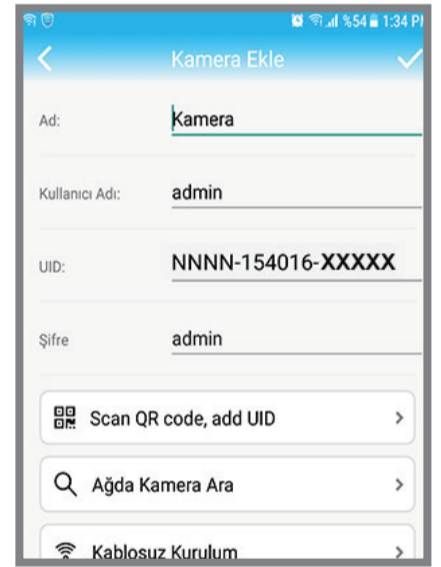 %54 1:34 PM
Kamera Ekle
Ad: Kamera
Kullanıcı Adı: admin
UID: NNNN-154016-XXXXX
Şifre admin
Scan QR code, add UID
Ağda Kamera Ara
Kablosuz Kurulum